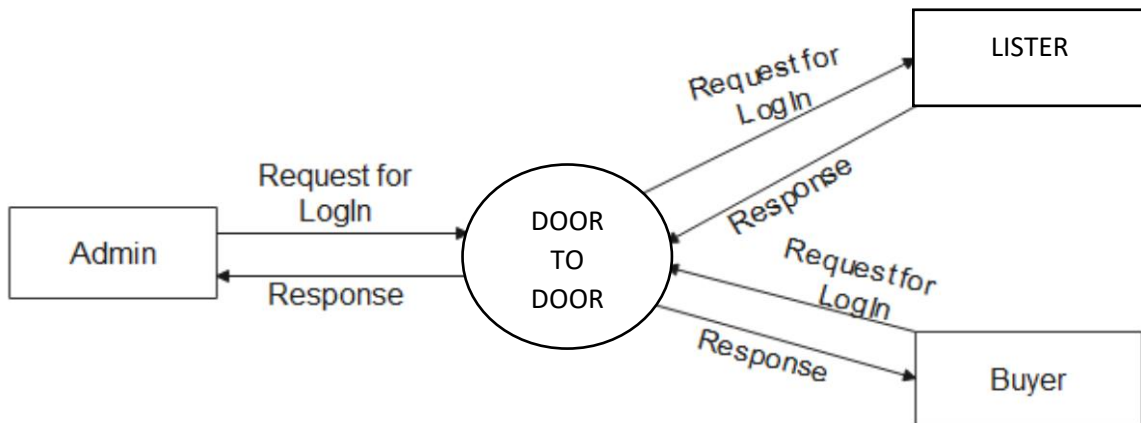 LISTER
Request for
LogIn
Response
Request for
LogIn
Admin
Response
DOOR
TO
DOOR
Request for
LogIn
Response
Buyer